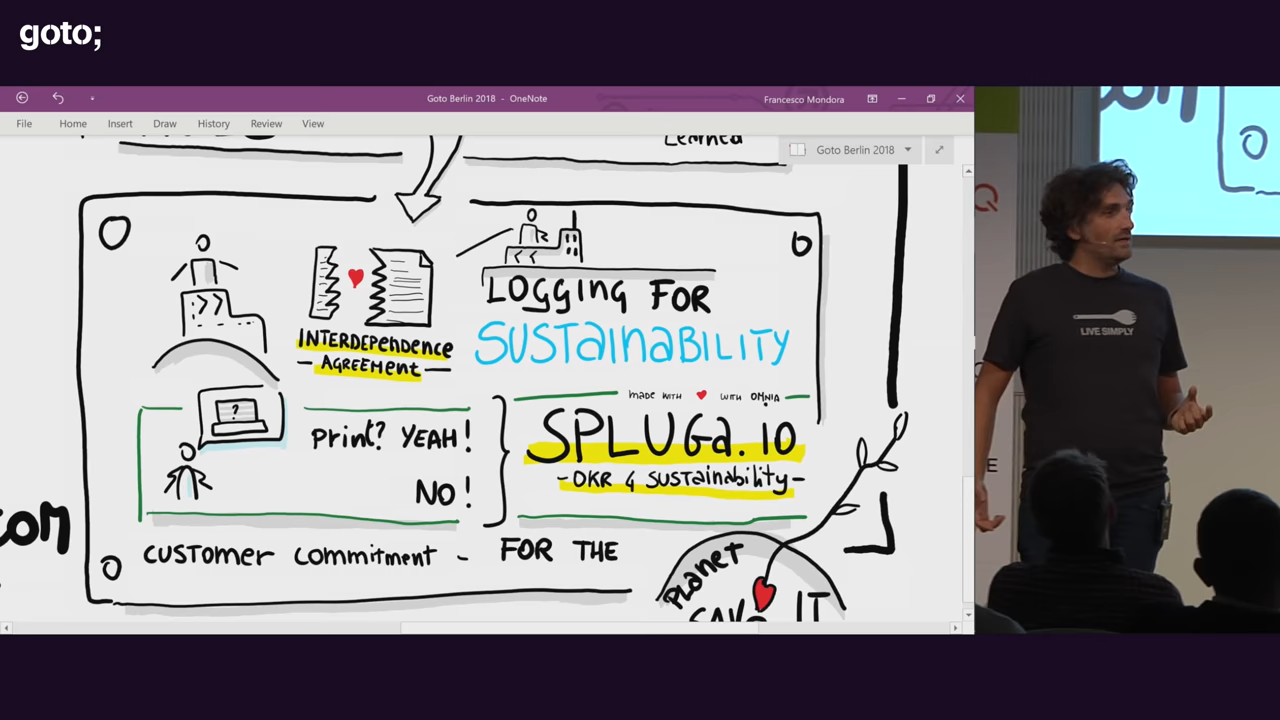 goto;
Goto Berlin 2018 - OneNote
Francesco Mondora
File Home Insert Draw History Review View
Learned
Goto Berlin 2018
INTERDEPENDENCE
- AGREEMENT -
LOGGING FOR
SUSTAINABILITY
?
Print? YEAH!
NO!
made with ♥ with OMNIA
SPLUGA.IO
- OKR & SUSTAINABILITY -
com
CUSTOMER COMMITMENT - FOR THE
PLANET
IT
LIVE SIMPLY